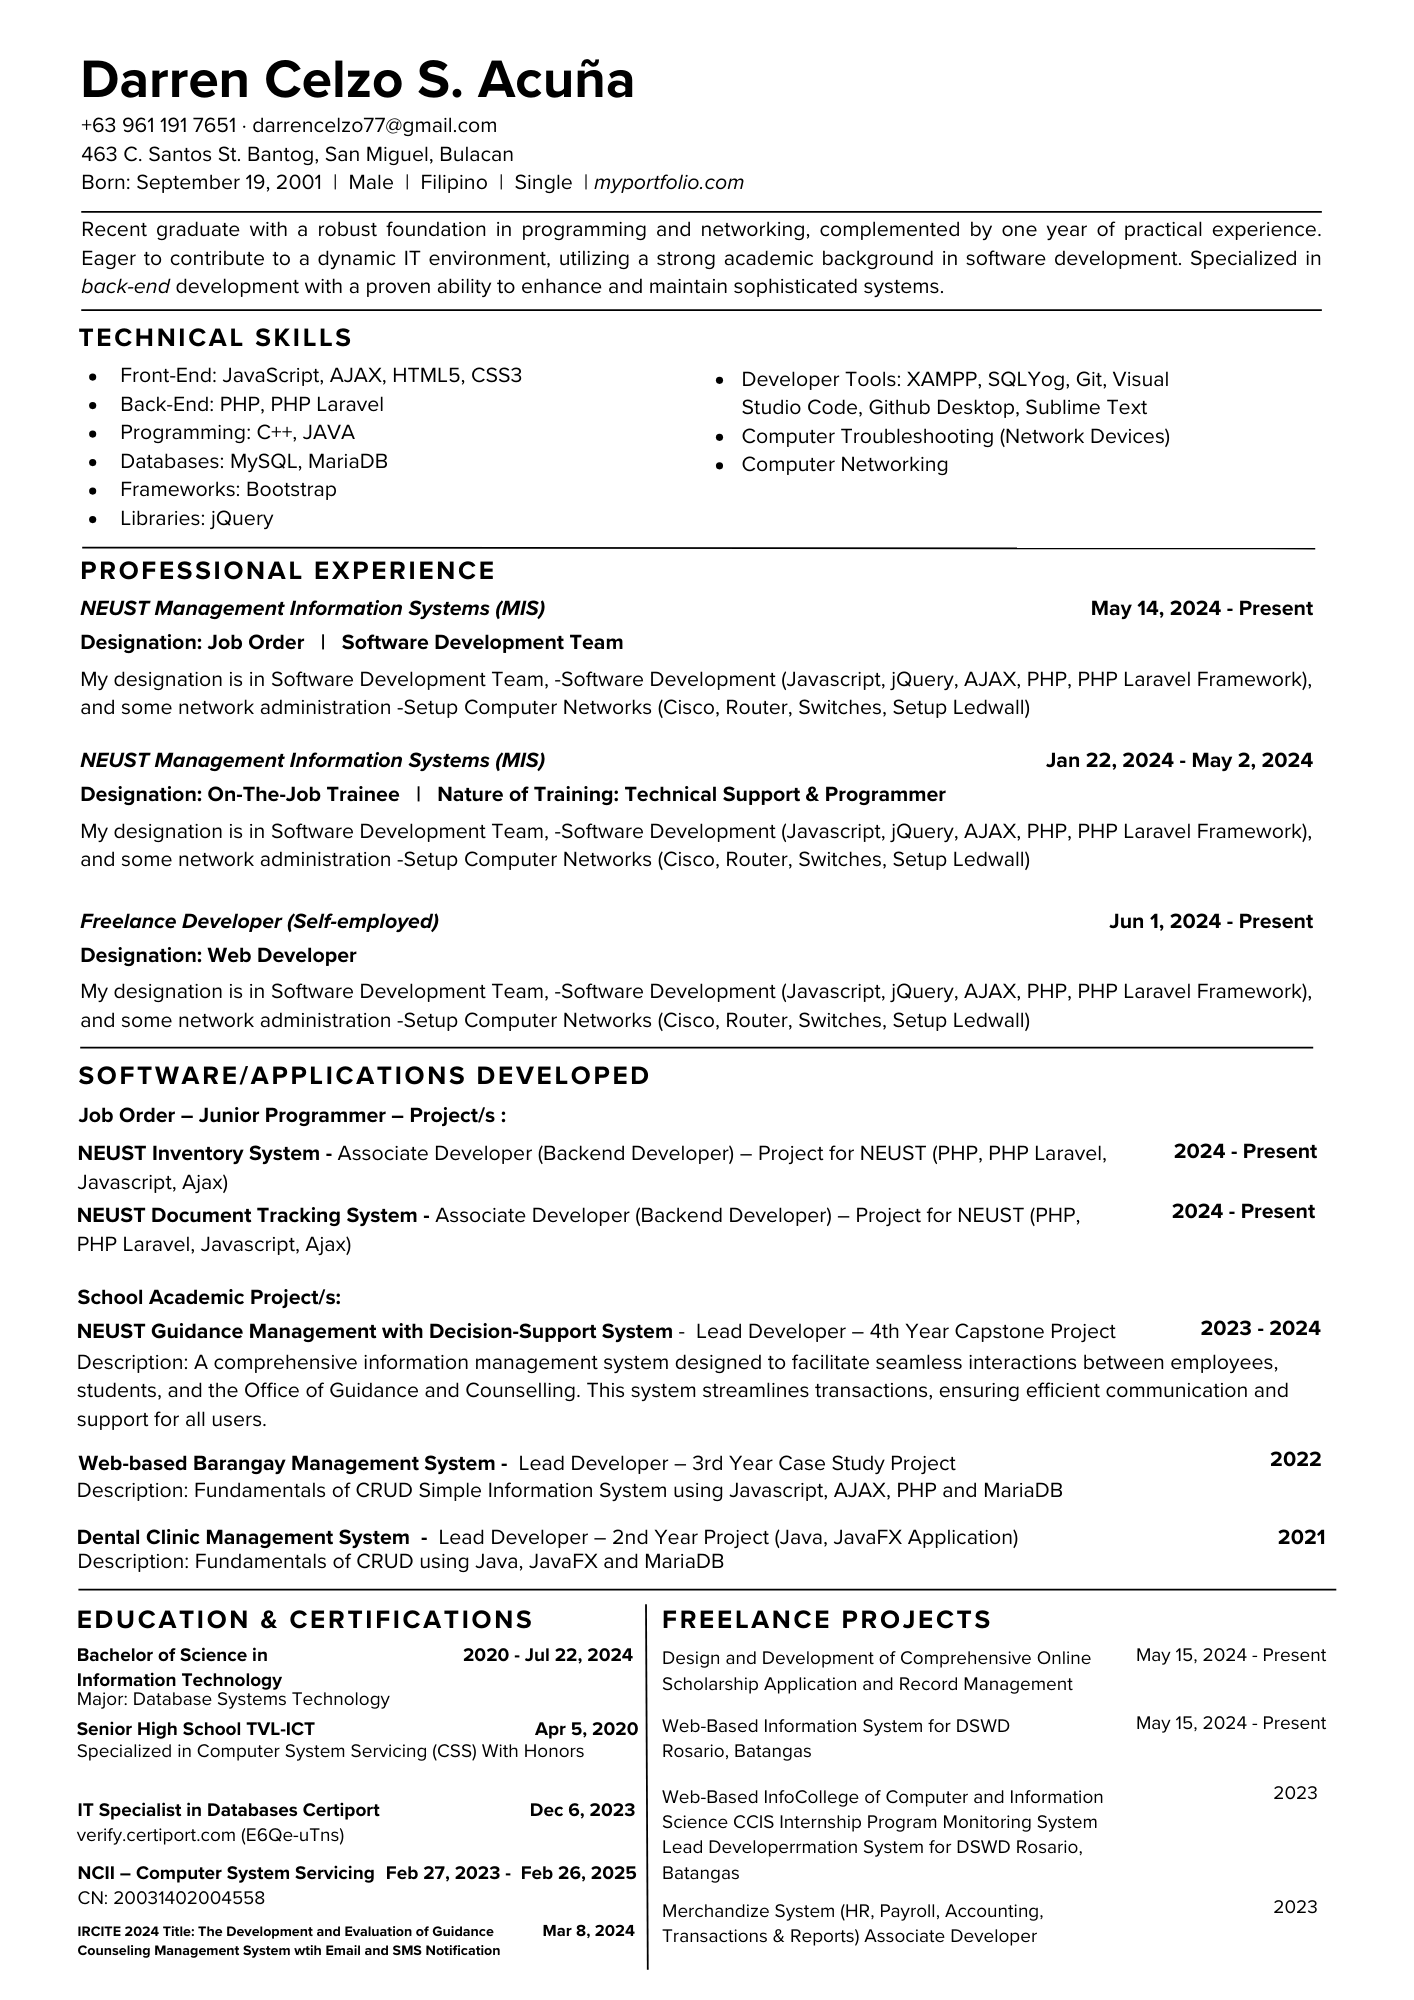 Darren Celzo S. Acuña
+63 961 191 7651 · darrencelzo77@gmail.com
463 C. Santos St. Bantog, San Miguel, Bulacan
Born: September 19, 2001 | Male | Filipino | Single | myportfolio.com
Recent graduate with a robust foundation in programming and networking, complemented by one year of practical experience.
Eager to contribute to a dynamic IT environment, utilizing a strong academic background in software development. Specialized in
back-end development with a proven ability to enhance and maintain sophisticated systems.
TECHNICAL SKILLS
• Front-End: JavaScript, AJAX, HTML5, CSS3
• Back-End: PHP, PHP Laravel
• Programming: C++, JAVA
• Databases: MySQL, MariaDB
• Frameworks: Bootstrap
• Libraries: jQuery
• Developer Tools: XAMPP, SQLYog, Git, Visual
Studio Code, Github Desktop, Sublime Text
• Computer Troubleshooting (Network Devices)
• Computer Networking
PROFESSIONAL EXPERIENCE
NEUST Management Information Systems (MIS) May 14, 2024 - Present
Designation: Job Order | Software Development Team
My designation is in Software Development Team, -Software Development (Javascript, jQuery, AJAX, PHP, PHP Laravel Framework),
and some network administration -Setup Computer Networks (Cisco, Router, Switches, Setup Ledwall)
NEUST Management Information Systems (MIS) Jan 22, 2024 - May 2, 2024
Designation: On-The-Job Trainee | Nature of Training: Technical Support & Programmer
My designation is in Software Development Team, -Software Development (Javascript, jQuery, AJAX, PHP, PHP Laravel Framework),
and some network administration -Setup Computer Networks (Cisco, Router, Switches, Setup Ledwall)
Freelance Developer (Self-employed) Jun 1, 2024 - Present
Designation: Web Developer
My designation is in Software Development Team, -Software Development (Javascript, jQuery, AJAX, PHP, PHP Laravel Framework),
and some network administration -Setup Computer Networks (Cisco, Router, Switches, Setup Ledwall)
SOFTWARE/APPLICATIONS DEVELOPED
Job Order – Junior Programmer – Project/s :
NEUST Inventory System - Associate Developer (Backend Developer) – Project for NEUST (PHP, PHP Laravel, 2024 - Present
Javascript, Ajax)
NEUST Document Tracking System - Associate Developer (Backend Developer) – Project for NEUST (PHP, 2024 - Present
PHP Laravel, Javascript, Ajax)
School Academic Project/s:
NEUST Guidance Management with Decision-Support System - Lead Developer – 4th Year Capstone Project 2023 - 2024
Description: A comprehensive information management system designed to facilitate seamless interactions between employees,
students, and the Office of Guidance and Counselling. This system streamlines transactions, ensuring efficient communication and
support for all users.
Web-based Barangay Management System - Lead Developer – 3rd Year Case Study Project 2022
Description: Fundamentals of CRUD Simple Information System using Javascript, AJAX, PHP and MariaDB
Dental Clinic Management System - Lead Developer – 2nd Year Project (Java, JavaFX Application) 2021
Description: Fundamentals of CRUD using Java, JavaFX and MariaDB
EDUCATION & CERTIFICATIONS
Bachelor of Science in 2020 - Jul 22, 2024
Information Technology
Major: Database Systems Technology
Senior High School TVL-ICT Apr 5, 2020
Specialized in Computer System Servicing (CSS) With Honors
IT Specialist in Databases Certiport Dec 6, 2023
verify.certiport.com (E6Qe-uTns)
NCII – Computer System Servicing Feb 27, 2023 - Feb 26, 2025
CN: 20031402004558
IRCITE 2024 Title: The Development and Evaluation of Guidance Mar 8, 2024
Counseling Management System wtih Email and SMS Notification
FREELANCE PROJECTS
Design and Development of Comprehensive Online May 15, 2024 - Present
Scholarship Application and Record Management
Web-Based Information System for DSWD May 15, 2024 - Present
Rosario, Batangas
Web-Based InfoCollege of Computer and Information 2023
Science CCIS Internship Program Monitoring System
Lead Developerrmation System for DSWD Rosario,
Batangas
Merchandize System (HR, Payroll, Accounting, 2023
Transactions & Reports) Associate Developer